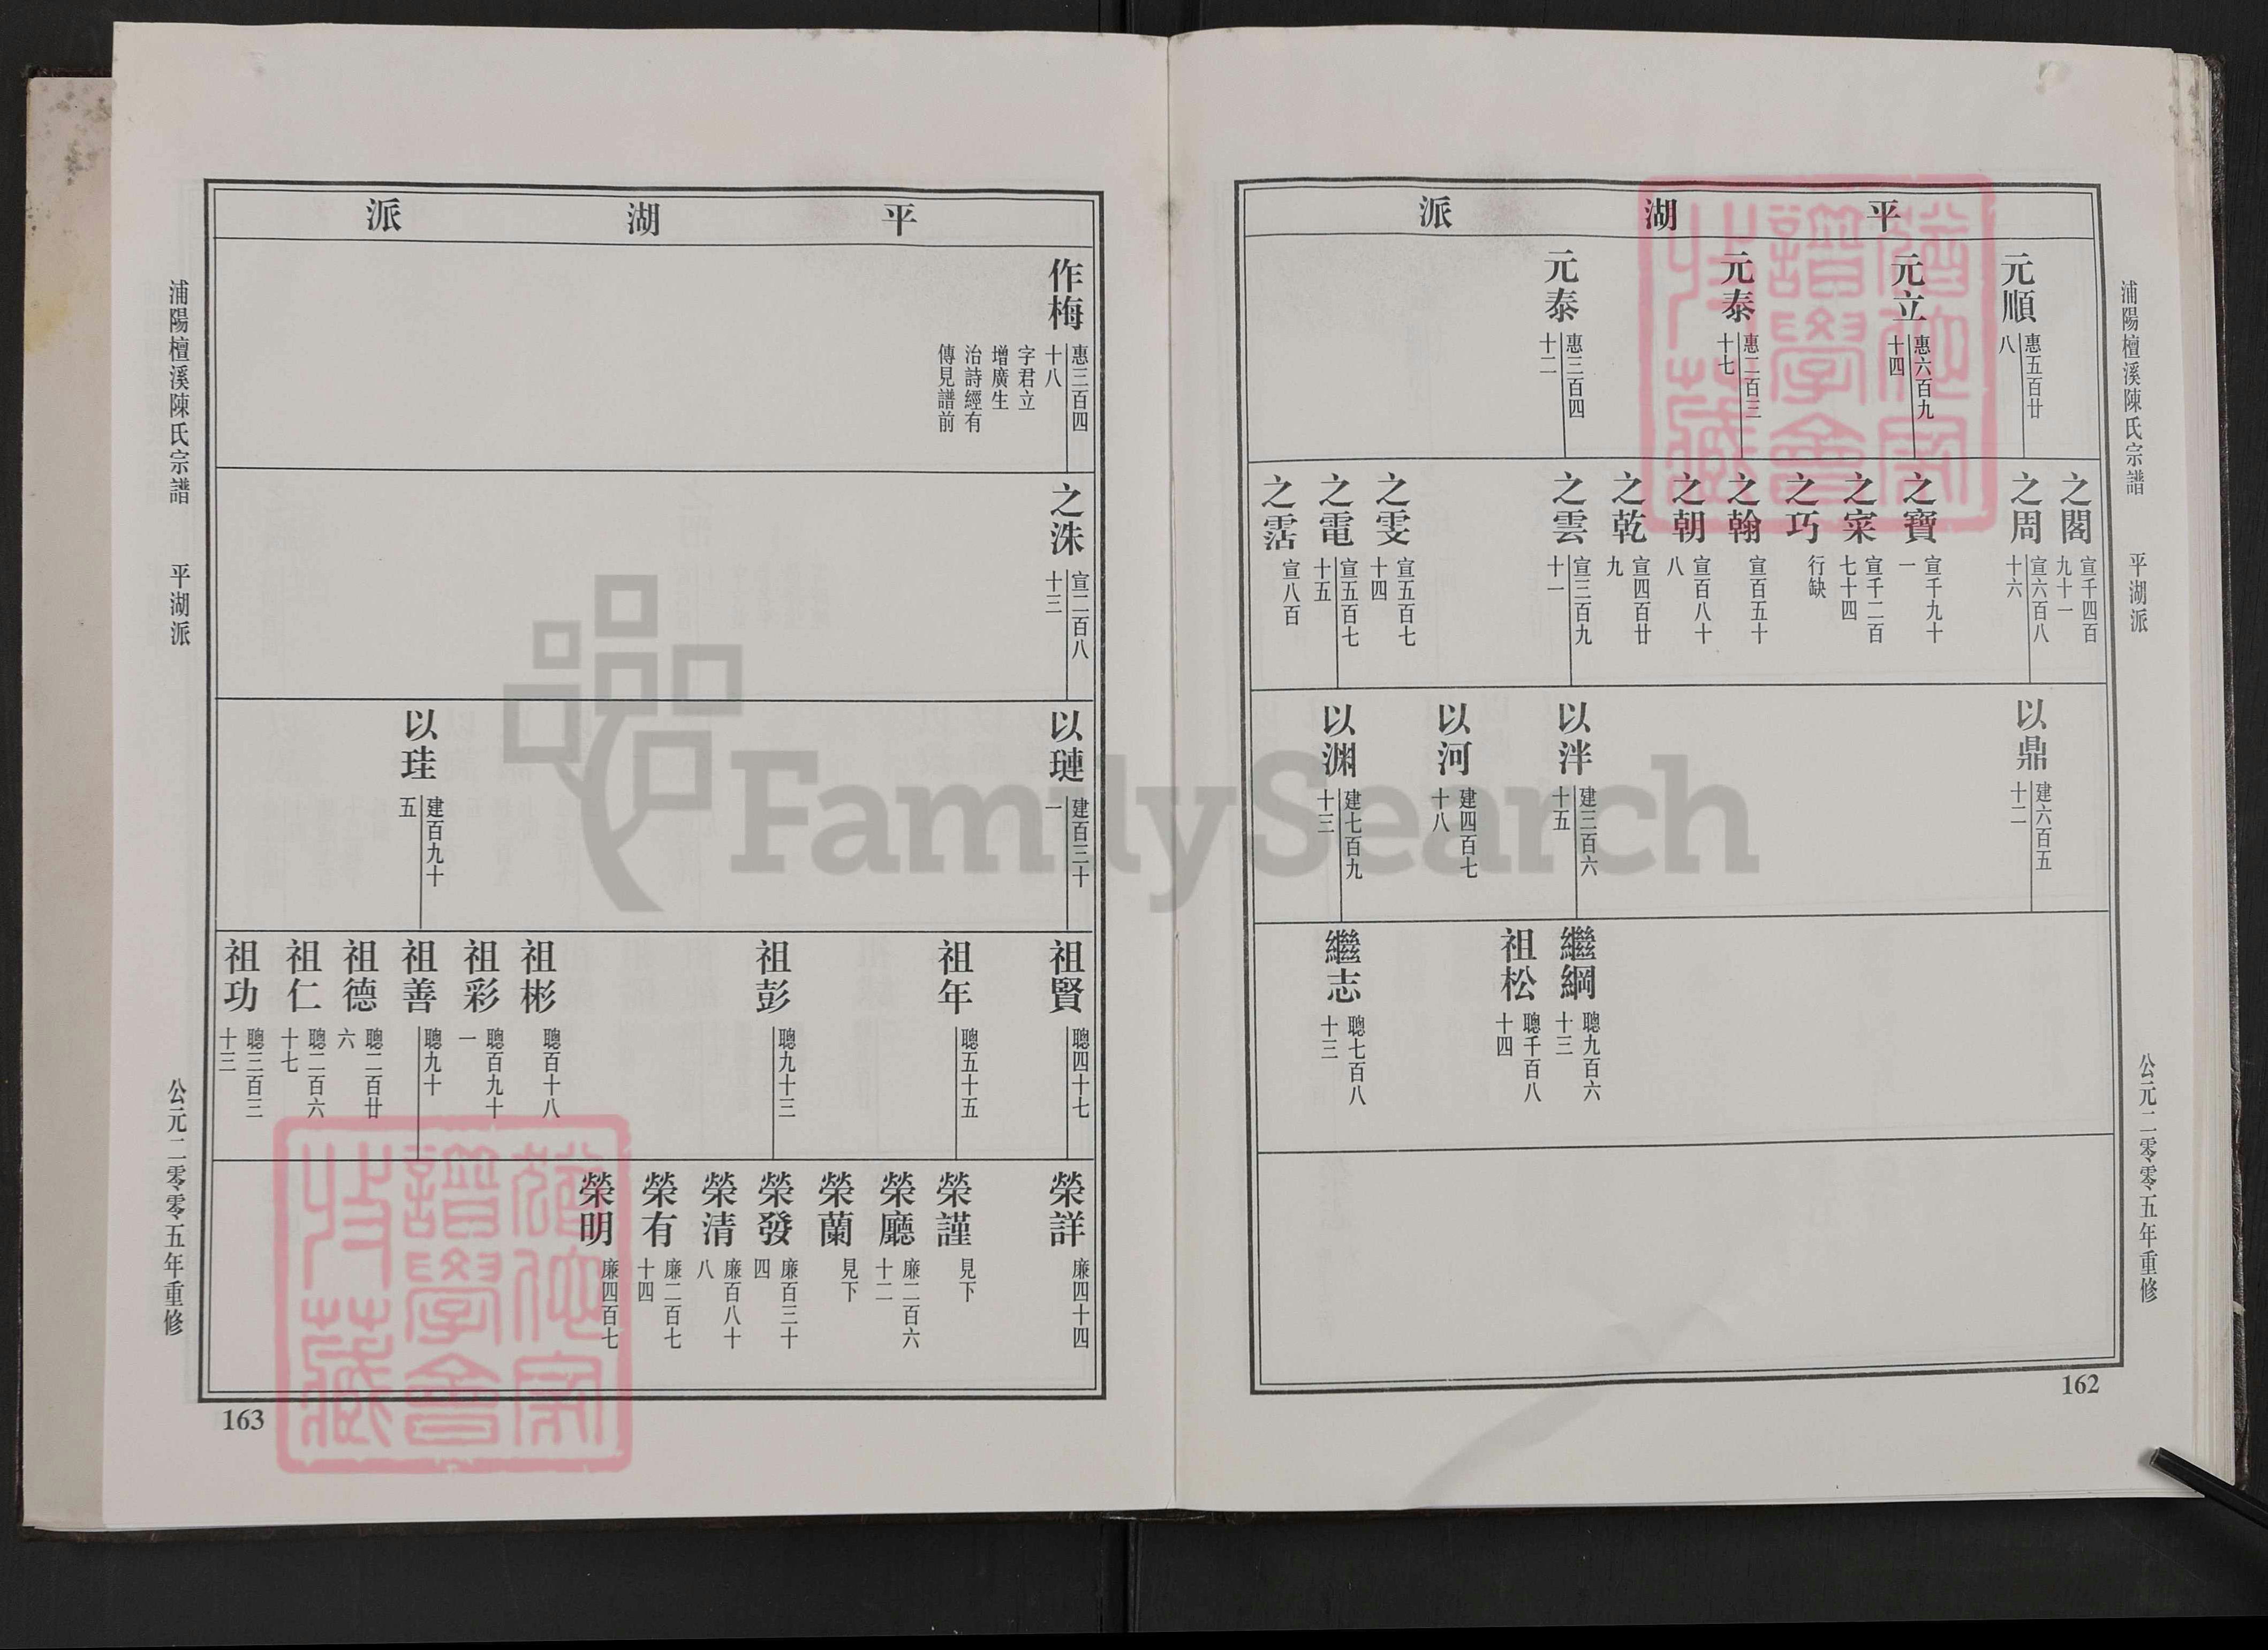 浦陽檀溪陳氏宗譜
平湖派
公元二零零五年重修
平湖派
元順
惠五百廿
八
元立
惠六百九
十四
元泰
惠二百三
十七
元泰
惠三百四
十二
之閣
宣千四百
九十一
之周
宣六百八
十六
之寶
宣千九十
一
之寀
宣千二百
七十四
之巧
行缺
之翰
宣百五十
之朝
宣百八十
八
之乾
宣四百廿
九
之雲
宣三百九
十一
之雯
宣五百七
十四
之電
宣五百七
十五
之霑
宣八百
以鼎
建六百五
十二
以泮
建三百六
十五
以河
建四百七
十八
以渊
建七百九
十三
繼綱
聰九百六
十三
祖松
聰千百八
十四
繼志
聰七百八
十三
162
平湖派
作梅
惠三百四
十八
字君立
增廣生
治詩經有
傳見譜前
之洙
宣二百八
十三
以璉
建百三十
一
以珪
建百九十
五
祖賢
聰四十七
祖年
聰五十五
祖彭
聰九十三
祖彬
聰百十八
祖彩
聰百九十
一
祖善
聰九十
祖德
聰二百廿
六
祖仁
聰二百六
十七
祖功
聰三百三
十三
榮詳
廉四十四
榮謹
見下
榮廳
廉二百六
十二
榮蘭
見下
榮發
廉百三十
四
榮清
廉百八十
八
榮有
廉二百七
十四
榮明
廉四百七
浦陽檀溪陳氏宗譜
平湖派
公元二零零五年重修
163
FamilySearch